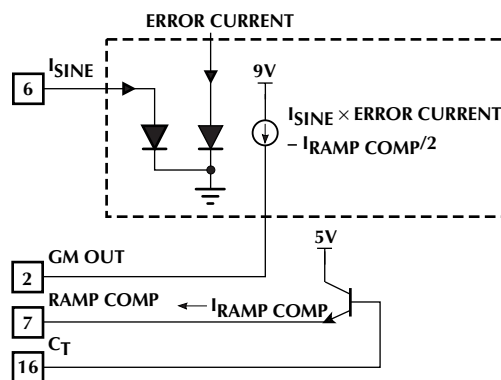 ERROR CURRENT
6
ISINE
9V
ISINE × ERROR CURRENT
– IRAMP COMP/2
5V
2
GM OUT
7
RAMP COMP
IRAMP COMP
16
CT